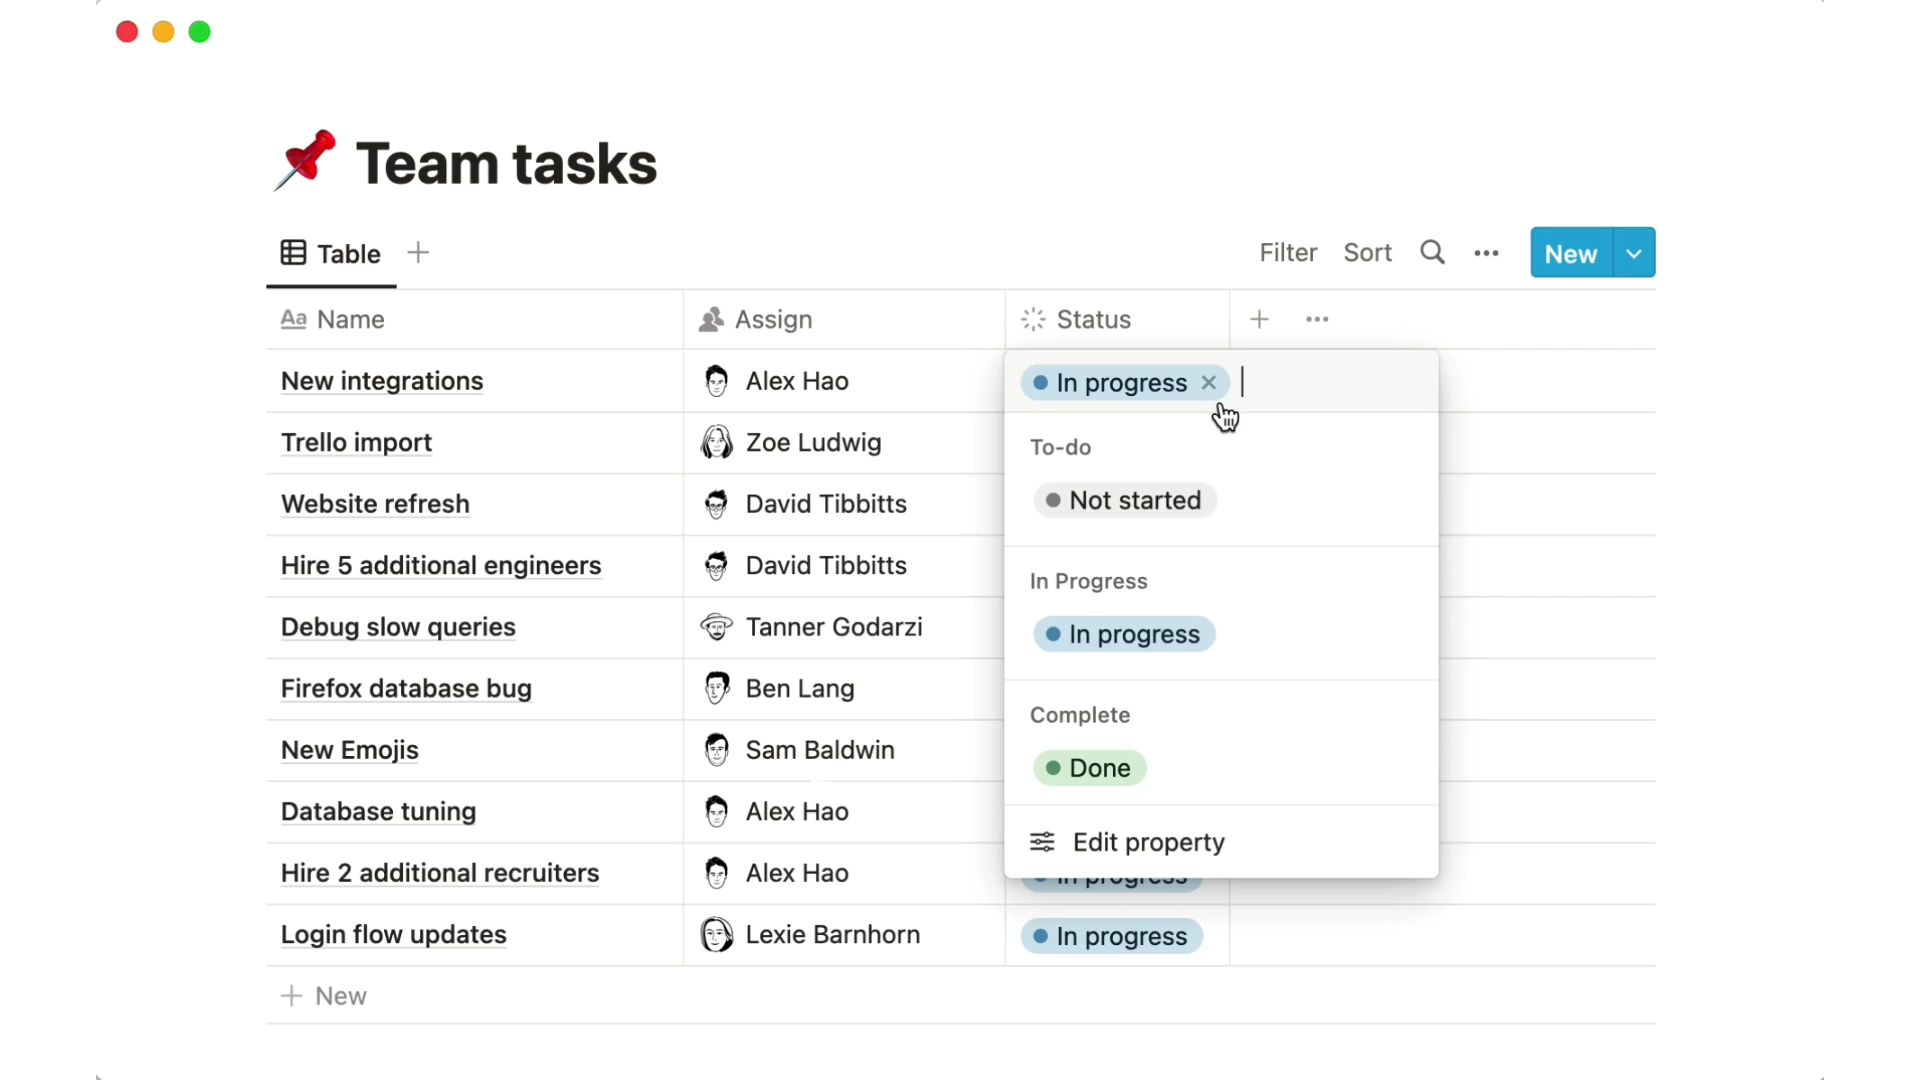 Team tasks
Table
Filter Sort New
Aa Name Assign Status
New integrations Alex Hao In progress
Trello import Zoe Ludwig To-do
Website refresh David Tibbitts Not started
Hire 5 additional engineers David Tibbitts In Progress
Debug slow queries Tanner Godarzi In progress
Firefox database bug Ben Lang Complete
New Emojis Sam Baldwin Done
Database tuning Alex Hao Edit property
Hire 2 additional recruiters Alex Hao In progress
Login flow updates Lexie Barnhorn In progress
New